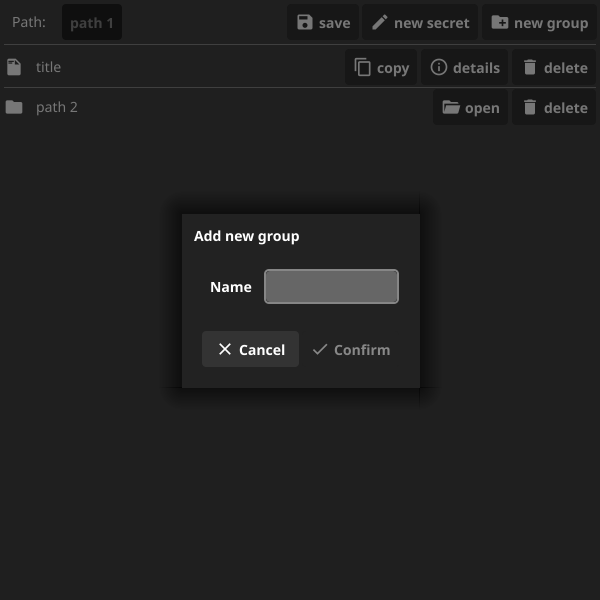 Path: path 1 save new secret new group
title copy details delete
path 2 open delete
Add new group
Name
Cancel Confirm